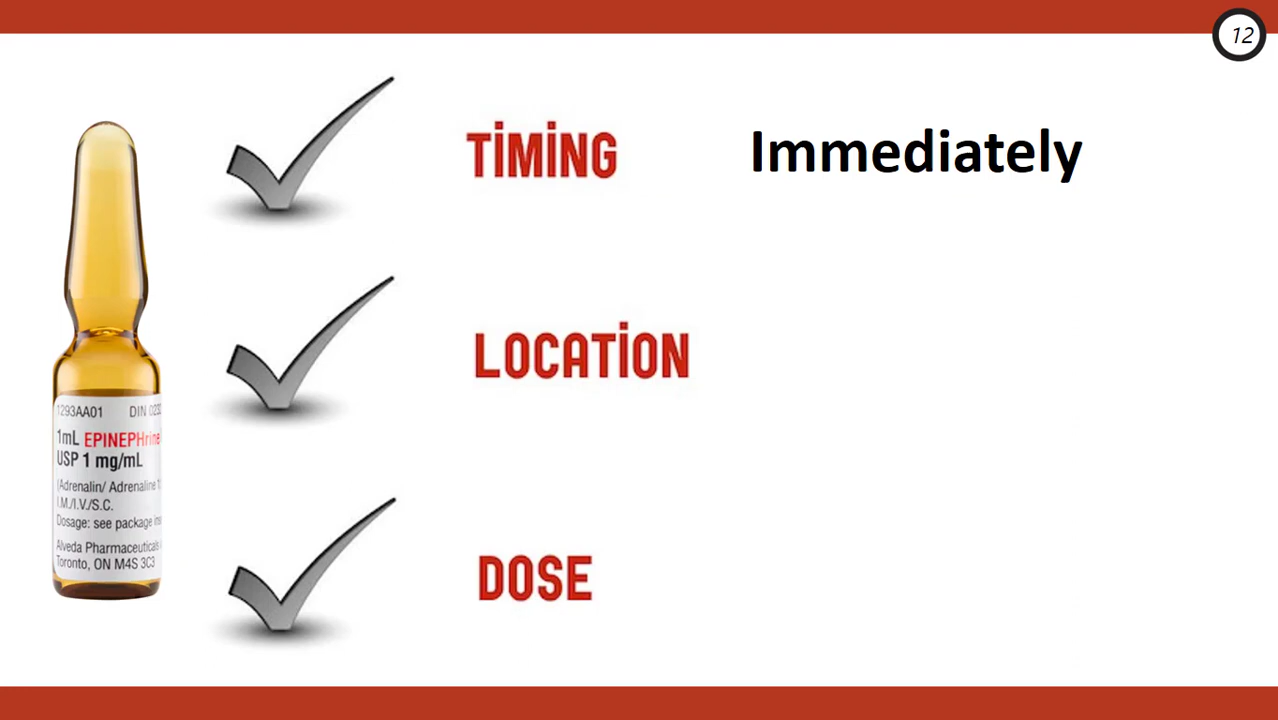 12
TiMiNG
Immediately
LOCATiON
DOSE
1293AA01 DIN
1mL EPINEPHrine
USP 1 mg/mL
(Adrenalin/ Adrenaline
I.M./I.V./S.C.
Dosage: see package
Alveda Pharmaceuticals
Toronto, ON M4S 3C3